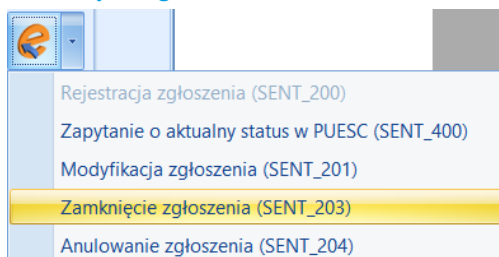 Rejestracja zgłoszenia (SENT_200)
Zapytanie o aktualny status w PUESC (SENT_400)
Modyfikacja zgłoszenia (SENT_201)
Zamknięcie zgłoszenia (SENT_203)
Anulowanie zgłoszenia (SENT_204)